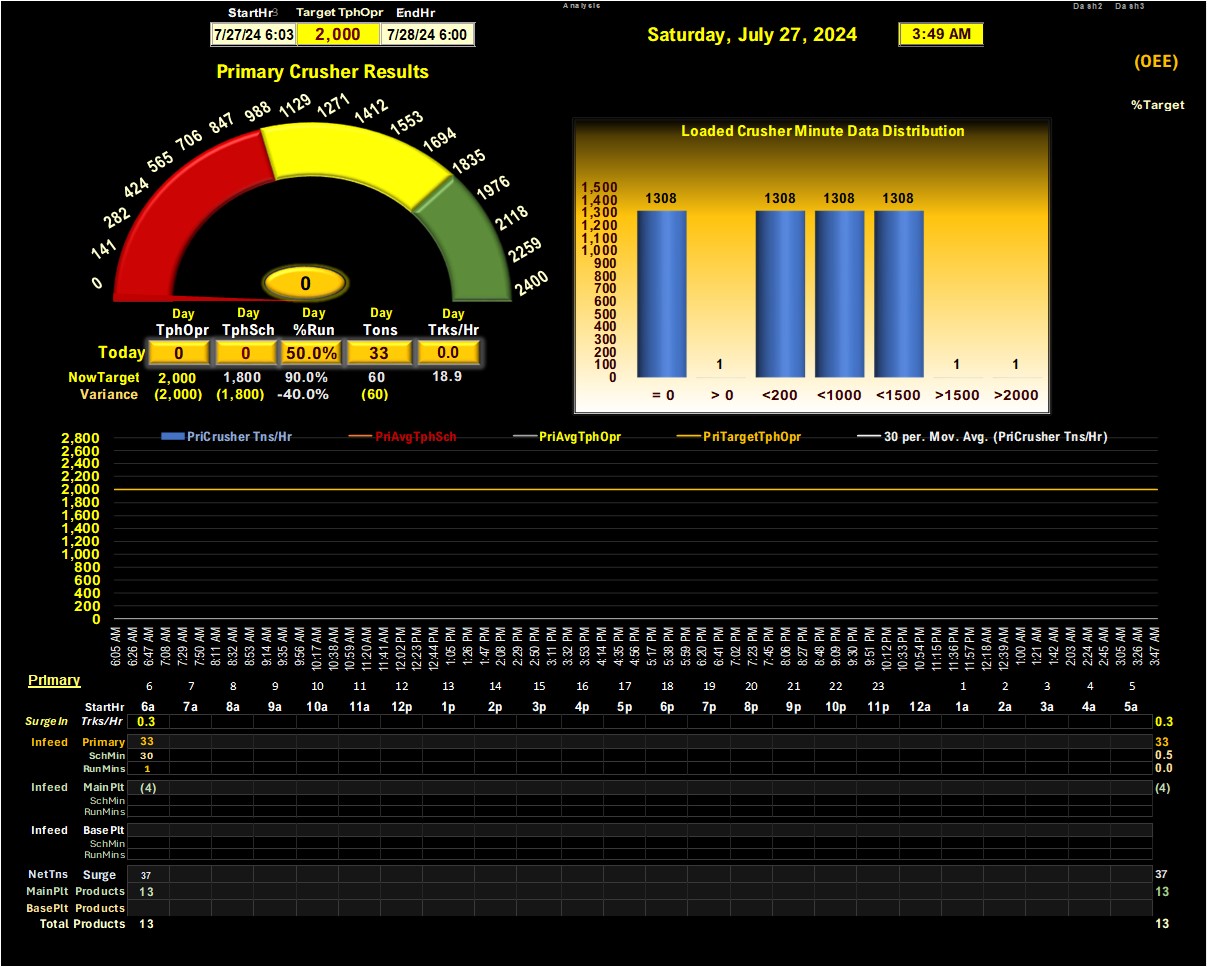 Analysis Dash2 Dash3
StartHr3 Target TphOpr EndHr
7/27/24 6:03 2,000 7/28/24 6:00
Saturday, July 27, 2024 3:49 AM
(OEE)
%Target
Primary Crusher Results
0 141 282 424 565 706 847 988 1129 1271 1412 1553 1694 1835 1976 2118 2259 2400
0
Day Day Day Day Day
TphOpr TphSch %Run Tons Trks/Hr
Today 0 0 50.0% 33 0.0
NowTarget 2,000 1,800 90.0% 60 18.9
Variance (2,000) (1,800) -40.0% (60)
Loaded Crusher Minute Data Distribution
1,500
1,400
1,300
1,200
1,100
1,000
900
800
700
600
500
400
300
200
100
0
1308 1 1308 1308 1308 1 1
= 0 > 0 <200 <1000 <1500 >1500 >2000
PriCrusher Tns/Hr PriAvgTphSch PriAvgTphOpr PriTargetTphOpr 30 per. Mov. Avg. (PriCrusher Tns/Hr)
2,800
2,600
2,400
2,200
2,000
1,800
1,600
1,400
1,200
1,000
800
600
400
200
0
6:05 AM 6:26 AM 6:47 AM 7:08 AM 7:29 AM 7:50 AM 8:11 AM 8:32 AM 8:53 AM 9:14 AM 9:35 AM 9:56 AM 10:17 AM 10:38 AM 10:59 AM 11:20 AM 11:41 AM 12:02 PM 12:23 PM 12:44 PM 1:05 PM 1:26 PM 1:47 PM 2:08 PM 2:29 PM 2:50 PM 3:11 PM 3:32 PM 3:53 PM 4:14 PM 4:35 PM 4:56 PM 5:17 PM 5:38 PM 5:59 PM 6:20 PM 6:41 PM 7:02 PM 7:23 PM 7:45 PM 8:06 PM 8:27 PM 8:48 PM 9:09 PM 9:30 PM 9:51 PM 10:12 PM 10:33 PM 10:54 PM 11:15 PM 11:36 PM 11:57 PM 12:18 AM 12:39 AM 1:00 AM 1:21 AM 1:42 AM 2:03 AM 2:24 AM 2:45 AM 3:05 AM 3:26 AM 3:47 AM
Primary
6 7 8 9 10 11 12 13 14 15 16 17 18 19 20 21 22 23 1 2 3 4 5
StartHr 6a 7a 8a 9a 10a 11a 12p 1p 2p 3p 4p 5p 6p 7p 8p 9p 10p 11p 12a 1a 2a 3a 4a 5a
SurgeIn Trks/Hr 0.3 0.3
Infeed Primary 33 33
SchMin 30 0.5
RunMins 1 0.0
Infeed MainPlt (4) (4)
SchMin
RunMins
Infeed BasePlt
SchMin
RunMins
NetTns Surge 37 37
MainPlt Products 13 13
BasePlt Products
Total Products 13 13